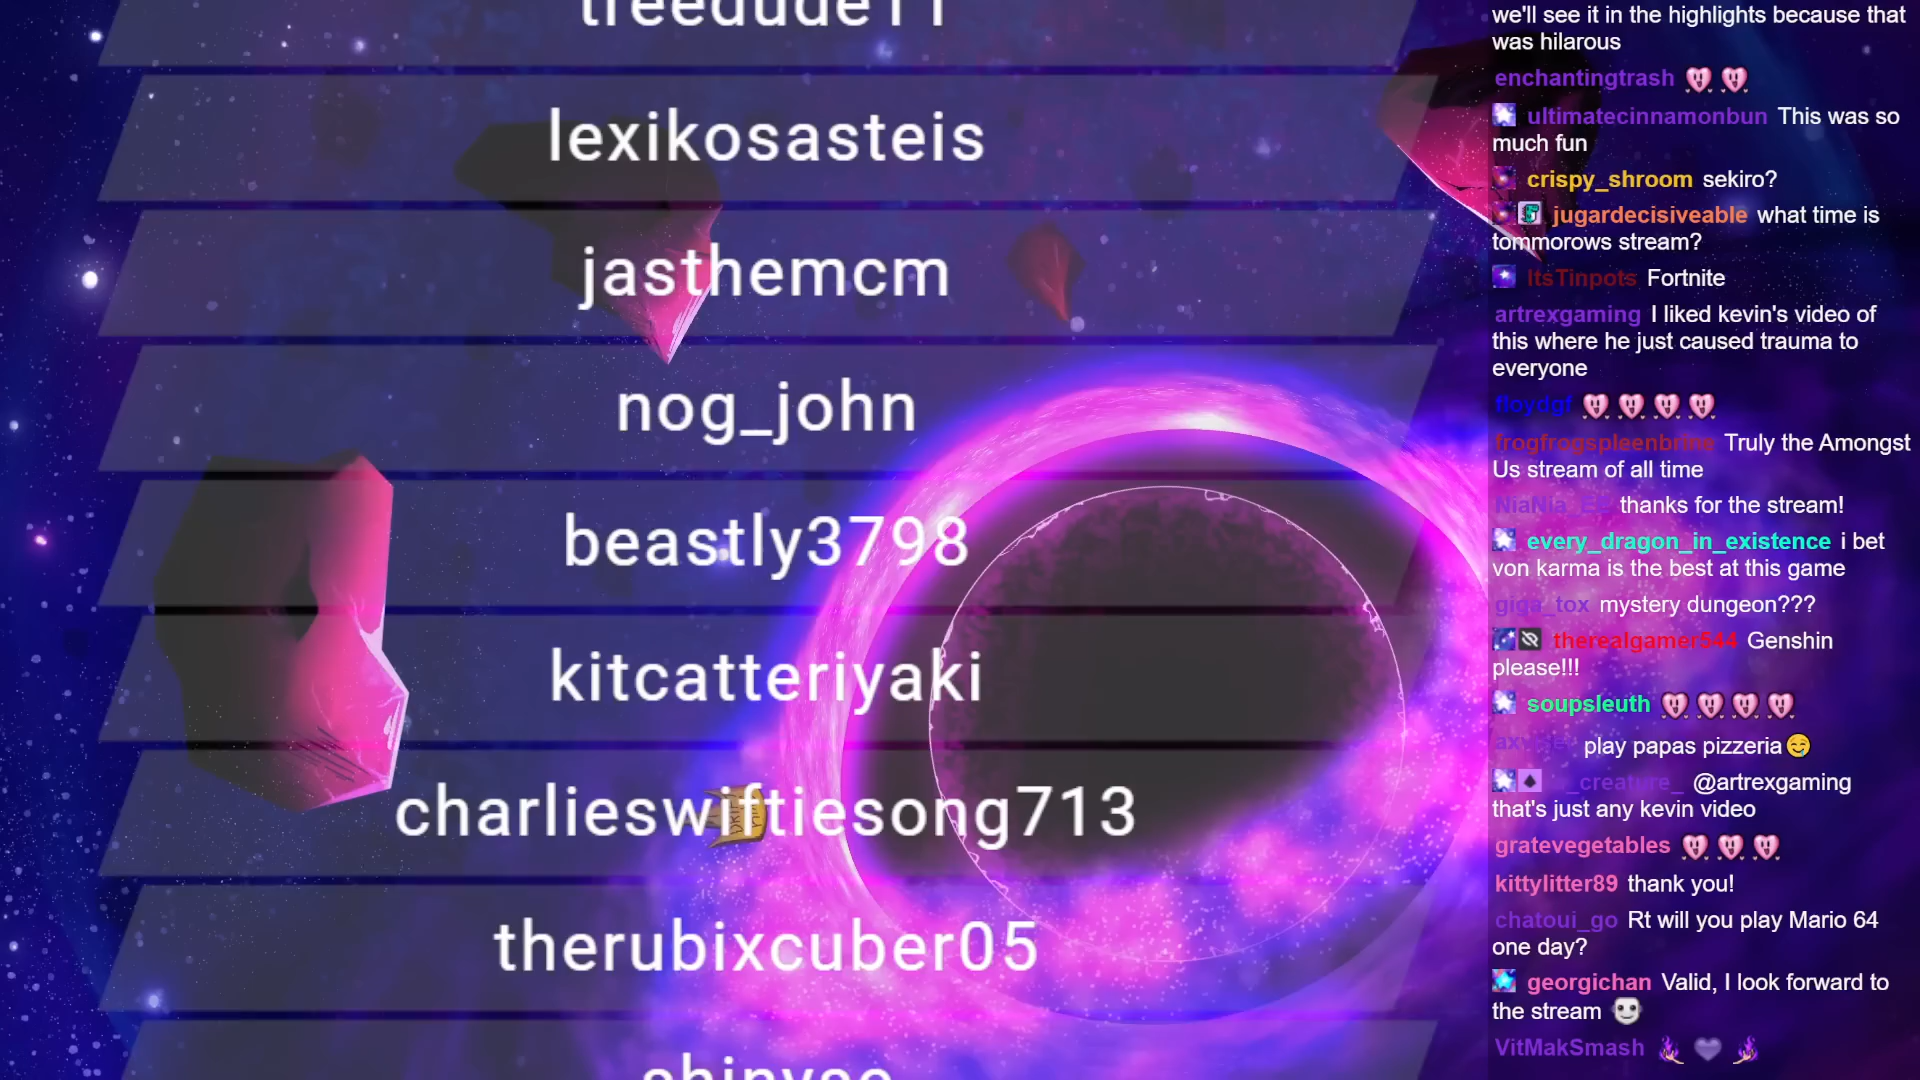 treedude11
lexikosasteis
jasthemcm
nog_john
beastly3798
kitcatteriyaki
charlieswiftiesong713
therubixcuber05
we'll see it in the highlights because that
was hilarous
enchantingtrash
ultimatecinnamonbun This was so
much fun
crispy_shroom sekiro?
jugardecisiveable what time is
tommorows stream?
ItsTinpots Fortnite
artrexgaming I liked kevin's video of
this where he just caused trauma to
everyone
floydgf
frogfrogspleenbrine Truly the Amongst
Us stream of all time
thanks for the stream!
every_dragon_in_existence i bet
von karma is the best at this game
giga_tox mystery dungeon???
therealgamer544 Genshin
please!!!
soupsleuth
play papas pizzeria
@artrexgaming
that's just any kevin video
gratevegetables
kittylitter89 thank you!
chatoui_go Rt will you play Mario 64
one day?
georgichan Valid, I look forward to
the stream
VitMakSmash